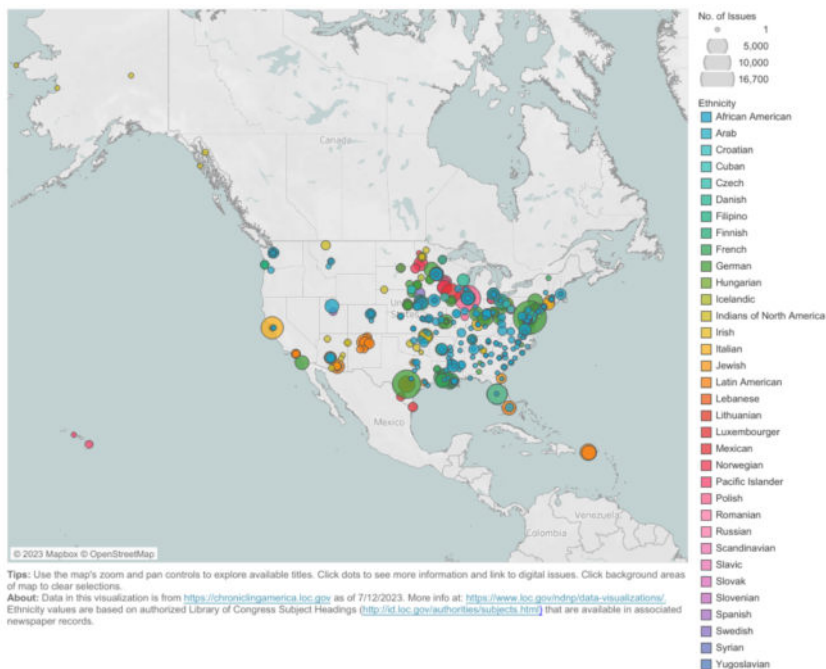 No. of Issues
1
5,000
10,000
16,700
Ethnicity
African American
Arab
Croatian
Cuban
Czech
Danish
Filipino
Finnish
French
German
Hungarian
Icelandic
Indians of North America
Irish
Italian
Jewish
Latin American
Lebanese
Lithuanian
Luxembourger
Mexican
Norwegian
Pacific Islander
Polish
Romanian
Russian
Scandinavian
Slavic
Slovak
Slovenian
Spanish
Swedish
Syrian
Yugoslavian
Canada
United
States
Mexico
Venezuela
Colombia
© 2023 Mapbox © OpenStreetMap
Tips: Use the map's zoom and pan controls to explore available titles. Click dots to see more information and link to digital issues. Click background areas
of map to clear selections.
About: Data in this visualization is from https://chroniclingamerica.loc.gov as of 7/12/2023. More info at: https://www.loc.gov/ndnp/data-visualizations/.
Ethnicity values are based on authorized Library of Congress Subject Headings (http://id.loc.gov/authorities/subjects.html) that are available in associated
newspaper records.